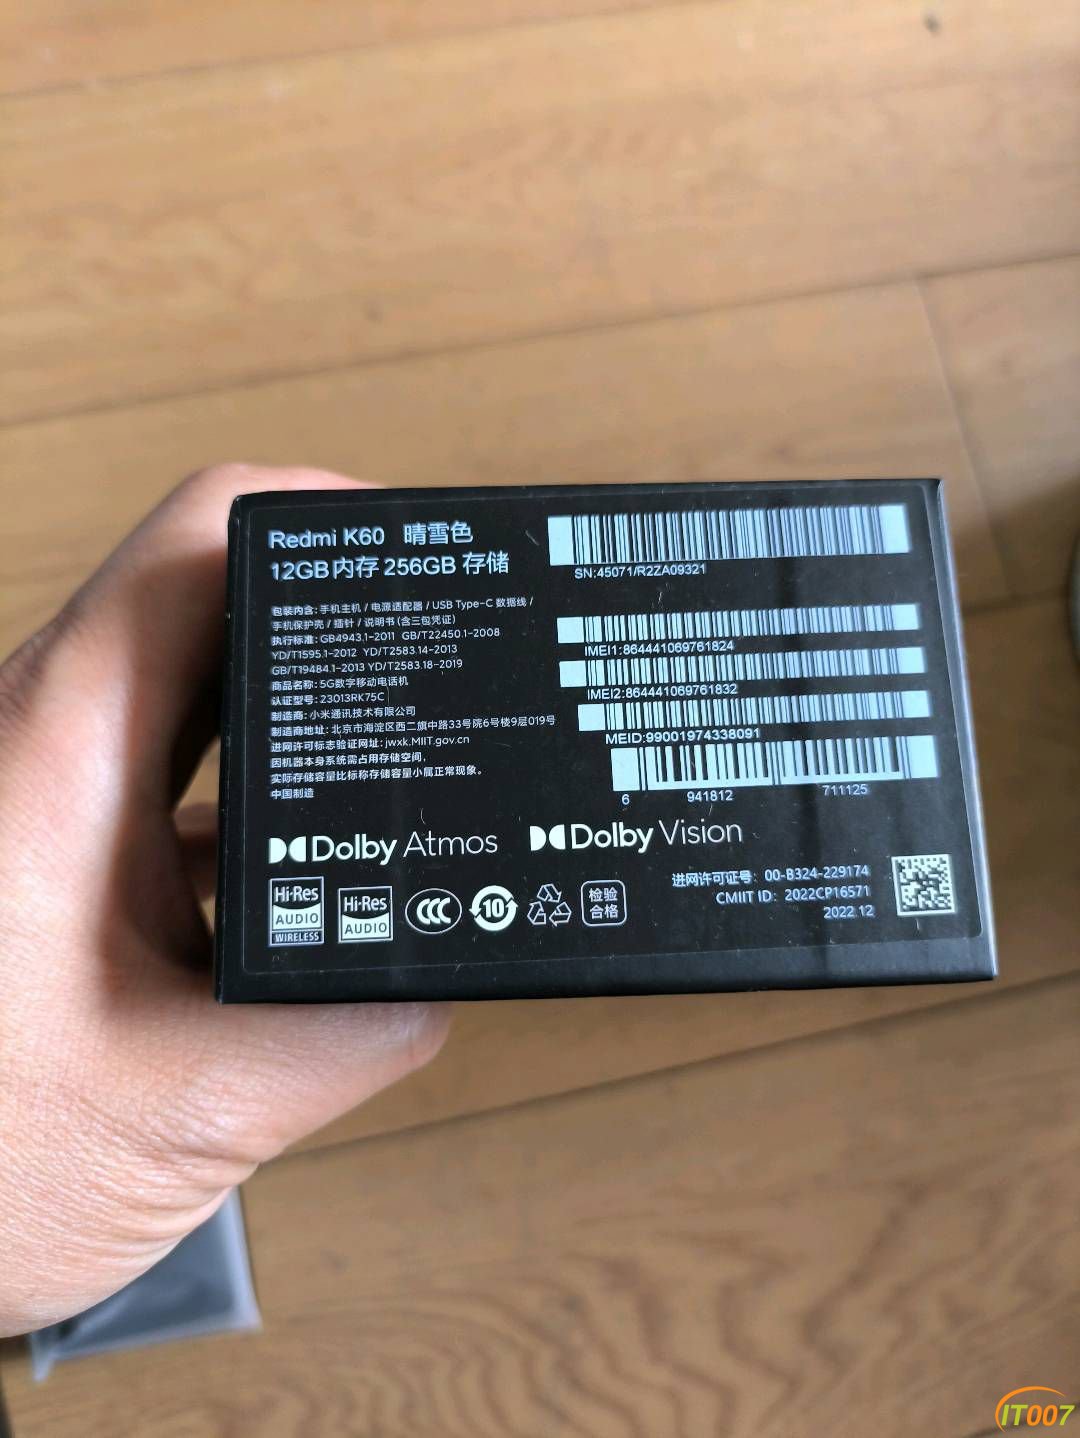 Redmi K60 晴雪色
12GB内存 256GB 存储
包装内含: 手机主机 / 电源适配器 / USB Type-C 数据线 /
手机保护壳 / 插针 / 说明书(含三包凭证)
执行标准: GB4943.1-2011 GB/T22450.1-2008
YD/T1595.1-2012 YD/T2583.14-2013
GB/T19484.1-2013 YD/T2583.18-2019
商品名称: 5G数字移动电话机
认证型号: 23013RK75C
制造商: 小米通讯技术有限公司
制造商地址: 北京市海淀区西二旗中路33号院6号楼9层019号
进网许可标志验证网址: jwxk.MIIT.gov.cn
因机器本身系统需占用存储空间,
实际存储容量比标称存储容量小属正常现象。
中国制造
SN:45071/R2ZA09321
IMEI1:864441069761824
IMEI2:864441069761832
MEID:99001974338091
6 941812 711125
Dolby Atmos Dolby Vision
Hi-Res AUDIO WIRELESS
Hi-Res AUDIO
CCC
10
检验合格
进网许可证号: 00-B324-229174
CMIIT ID: 2022CP16571
2022.12
IT007